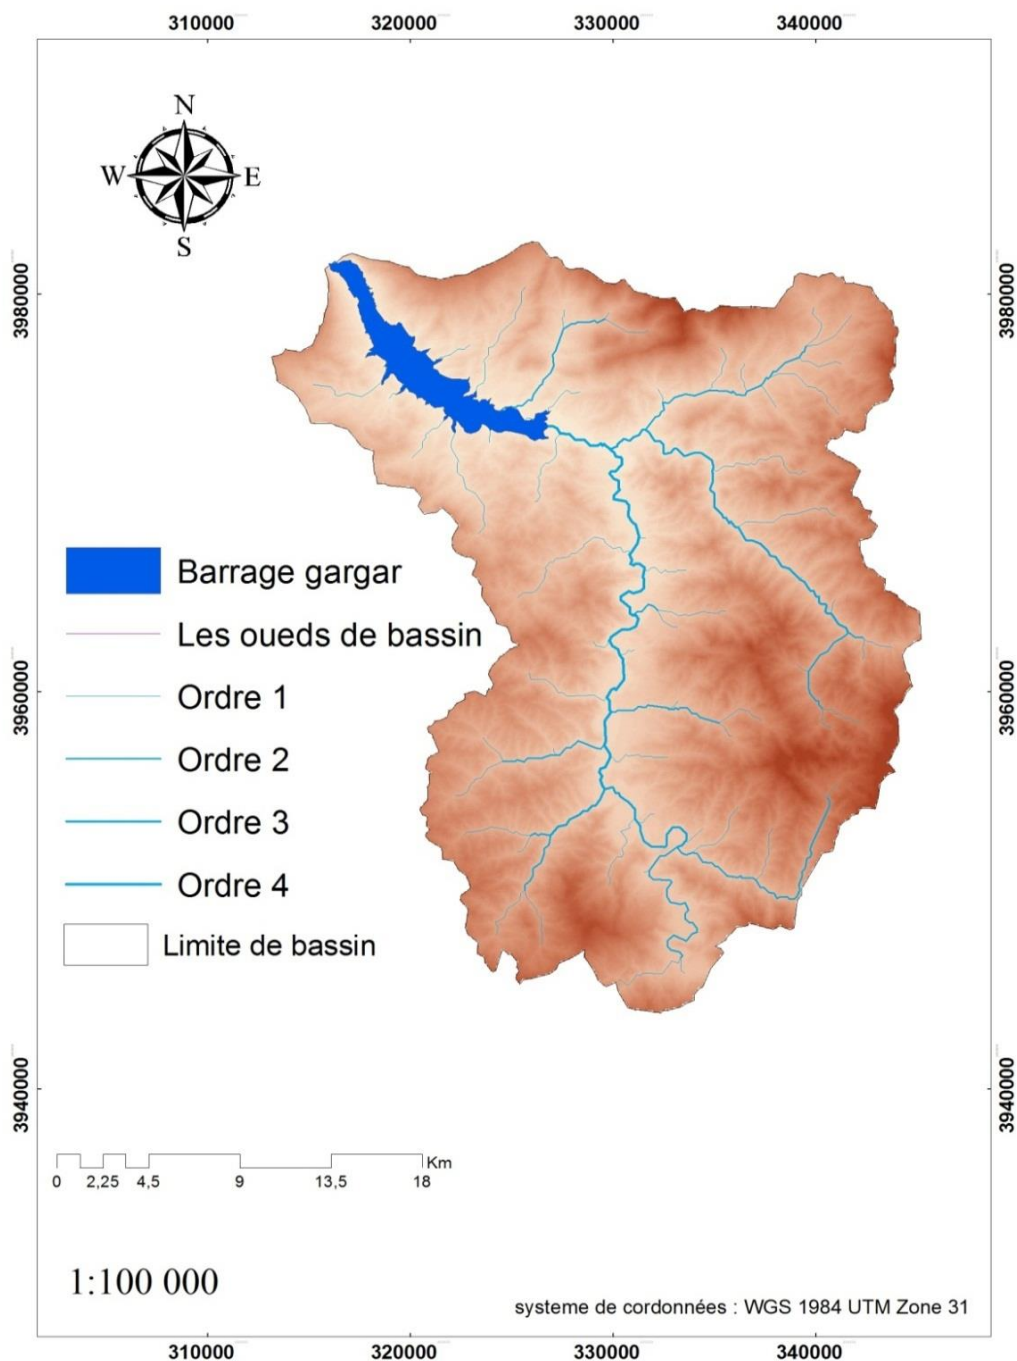 310000 320000 330000 340000
N
W E
S
3980000 3980000
Barrage gargar
Les oueds de bassin
3960000 3960000
Ordre 1
Ordre 2
Ordre 3
Ordre 4
Limite de bassin
3940000 3940000
Km
0 2,25 4,5 9 13,5 18
1:100 000
systeme de cordonnées : WGS 1984 UTM Zone 31
310000 320000 330000 340000